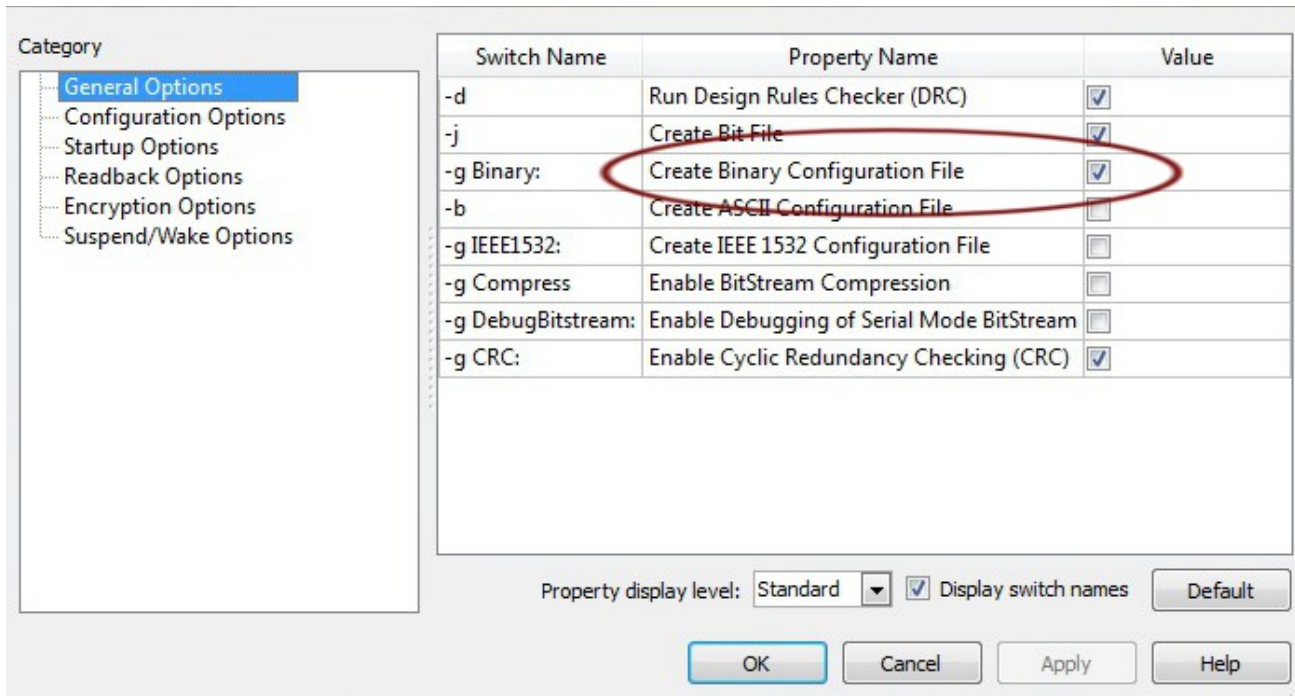 Category
General Options
Configuration Options
Startup Options
Readback Options
Encryption Options
Suspend/Wake Options
Switch Name Property Name Value
-d Run Design Rules Checker (DRC)
-j Create Bit File
-g Binary: Create Binary Configuration File
-b Create ASCII Configuration File
-g IEEE1532: Create IEEE 1532 Configuration File
-g Compress Enable BitStream Compression
-g DebugBitstream: Enable Debugging of Serial Mode BitStream
-g CRC: Enable Cyclic Redundancy Checking (CRC)
Property display level: Standard Display switch names Default
OK Cancel Apply Help